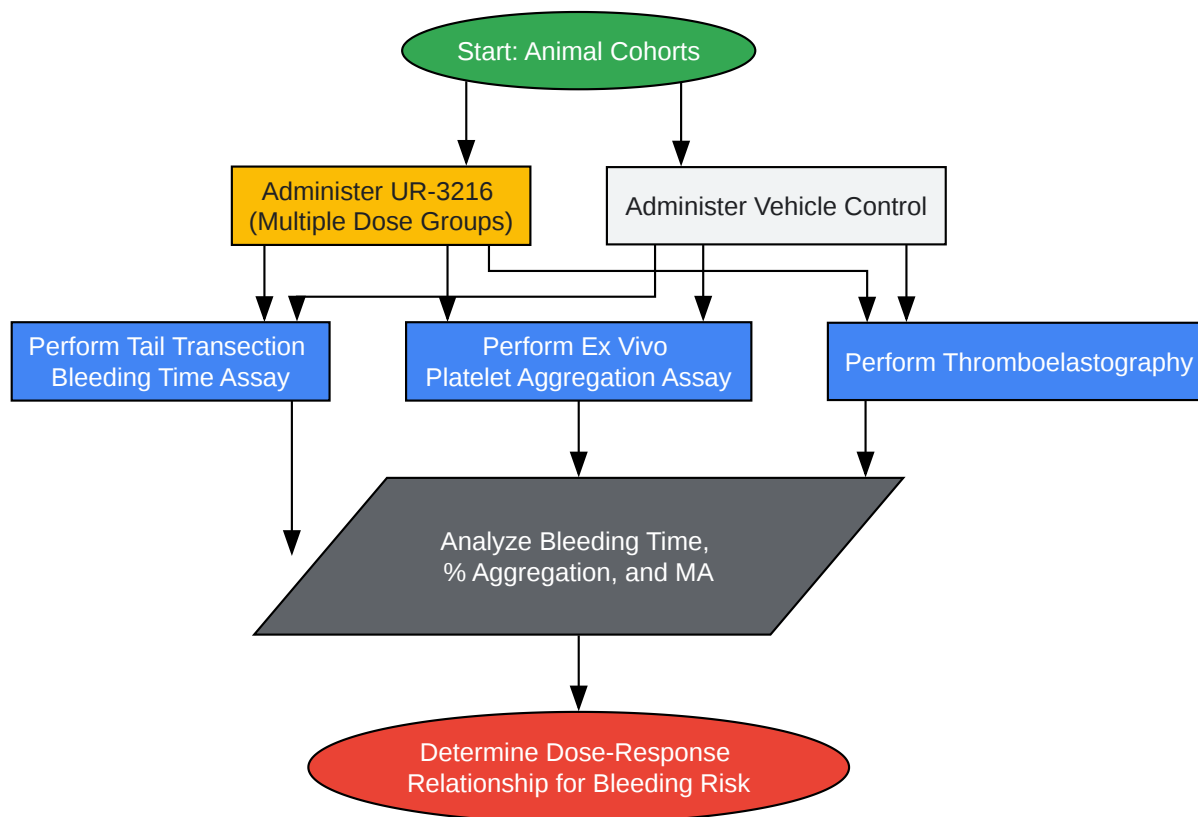 Start: Animal Cohorts
Administer UR-3216
(Multiple Dose Groups)
Administer Vehicle Control
Perform Tail Transection
Bleeding Time Assay
Perform Ex Vivo
Platelet Aggregation Assay
Perform Thromboelastography
Analyze Bleeding Time,
% Aggregation, and MA
Determine Dose-Response
Relationship for Bleeding Risk